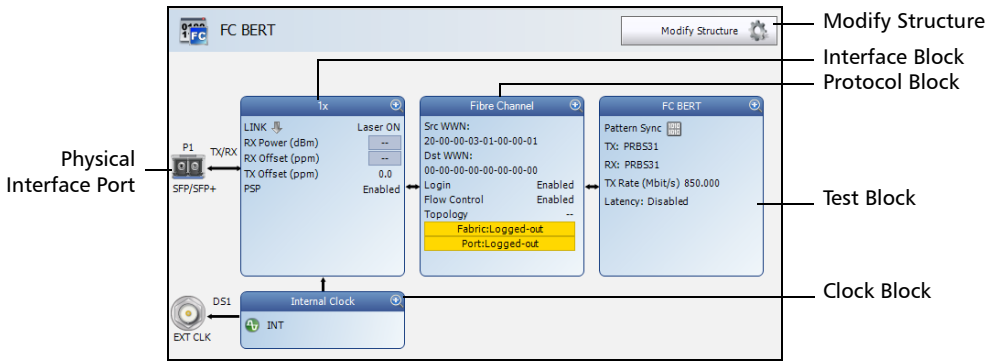 FC BERT
Modify Structure
Modify Structure
Interface Block
Protocol Block
Physical
Interface Port
Test Block
Clock Block
P1
TX/RX
SFP/SFP+
Tx
LINK
Laser ON
RX Power (dBm) --
RX Offset (ppm) --
TX Offset (ppm) 0.0
PSP Enabled
Fibre Channel
Src WWN:
20-00-00-03-01-00-00-01
Dst WWN:
00-00-00-00-00-00-00-00
Login Enabled
Flow Control Enabled
Topology --
Fabric:Logged-out
Port:Logged-out
FC BERT
Pattern Sync
TX: PRBS31
RX: PRBS31
TX Rate (Mbit/s) 850.000
Latency: Disabled
DS1
EXT CLK
Internal Clock
INT